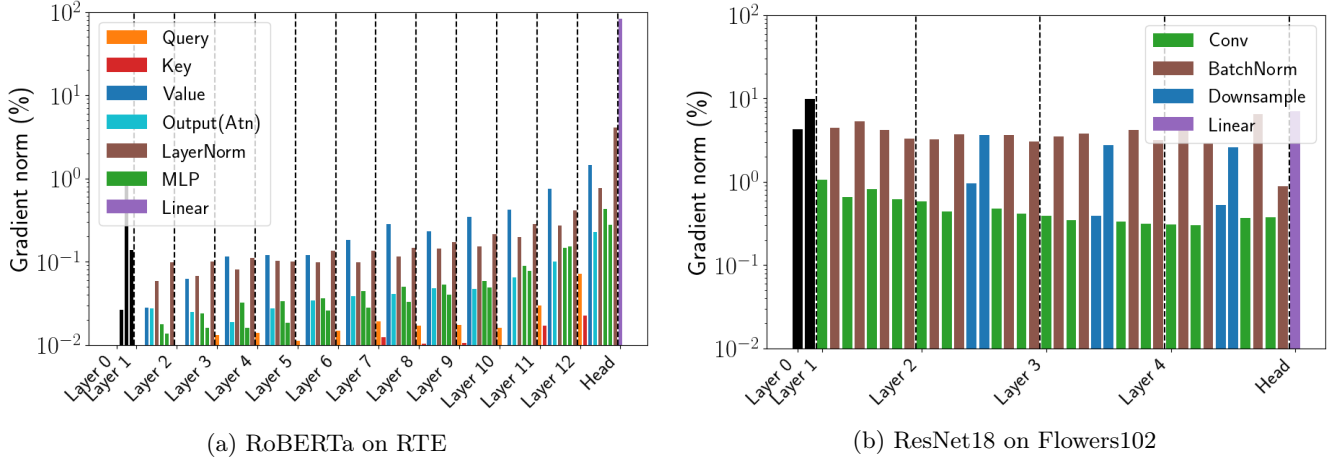 Gradient norm (%)
10^2
10^1
10^0
10^-1
10^-2
Query
Key
Value
Output(Atn)
LayerNorm
MLP
Linear
Layer 0
Layer 1
Layer 2
Layer 3
Layer 4
Layer 5
Layer 6
Layer 7
Layer 8
Layer 9
Layer 10
Layer 11
Layer 12
Head
(a) RoBERTa on RTE
Gradient norm (%)
10^2
10^1
10^0
10^-1
10^-2
Conv
BatchNorm
Downsample
Linear
Layer 0
Layer 1
Layer 2
Layer 3
Layer 4
Head
(b) ResNet18 on Flowers102